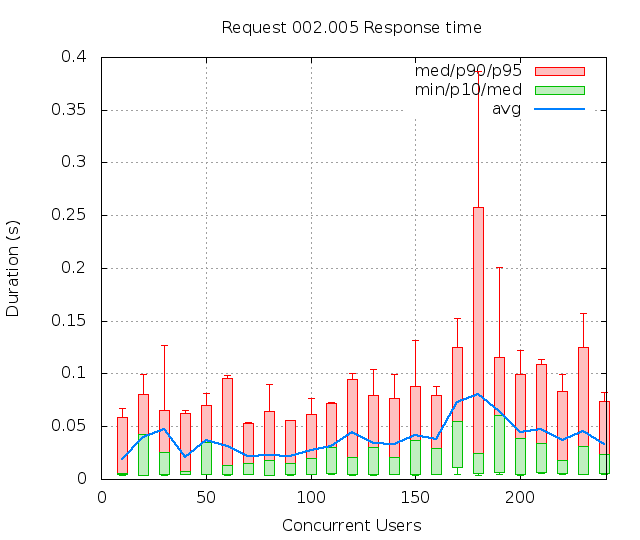 Request 002.005 Response time
med/p90/p95
min/p10/med
avg
Duration (s)
0.4
0.35
0.3
0.25
0.2
0.15
0.1
0.05
0
0 50 100 150 200
Concurrent Users